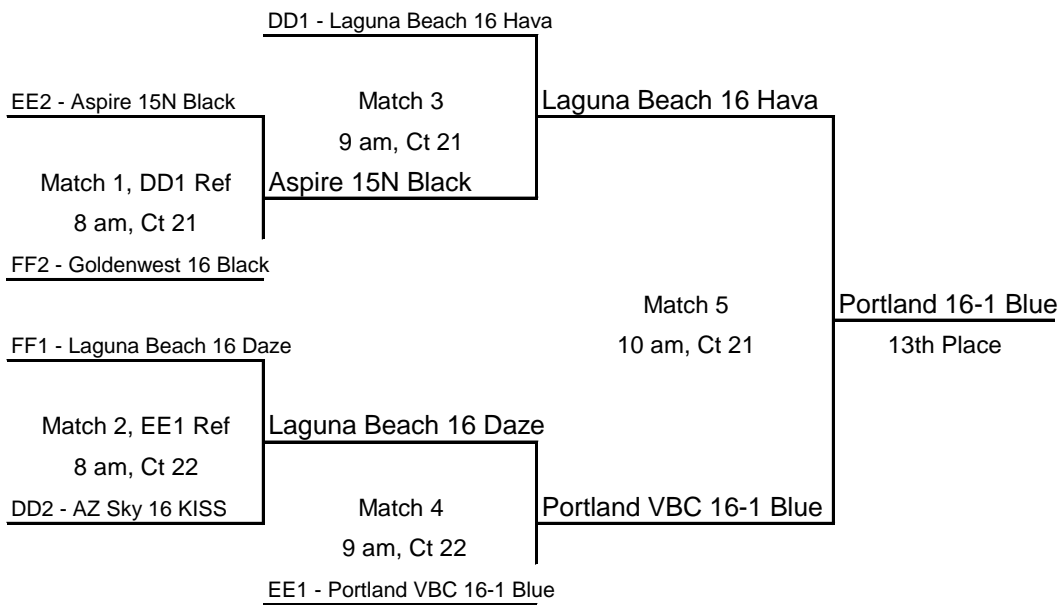 DD1 - Laguna Beach 16 Hava
EE2 - Aspire 15N Black
Match 3
Laguna Beach 16 Hava
9 am, Ct 21
Match 1, DD1 Ref
Aspire 15N Black
8 am, Ct 21
FF2 - Goldenwest 16 Black
Match 5
Portland 16-1 Blue
FF1 - Laguna Beach 16 Daze
10 am, Ct 21
13th Place
Match 2, EE1 Ref
Laguna Beach 16 Daze
8 am, Ct 22
DD2 - AZ Sky 16 KISS
Match 4
Portland VBC 16-1 Blue
9 am, Ct 22
EE1 - Portland VBC 16-1 Blue